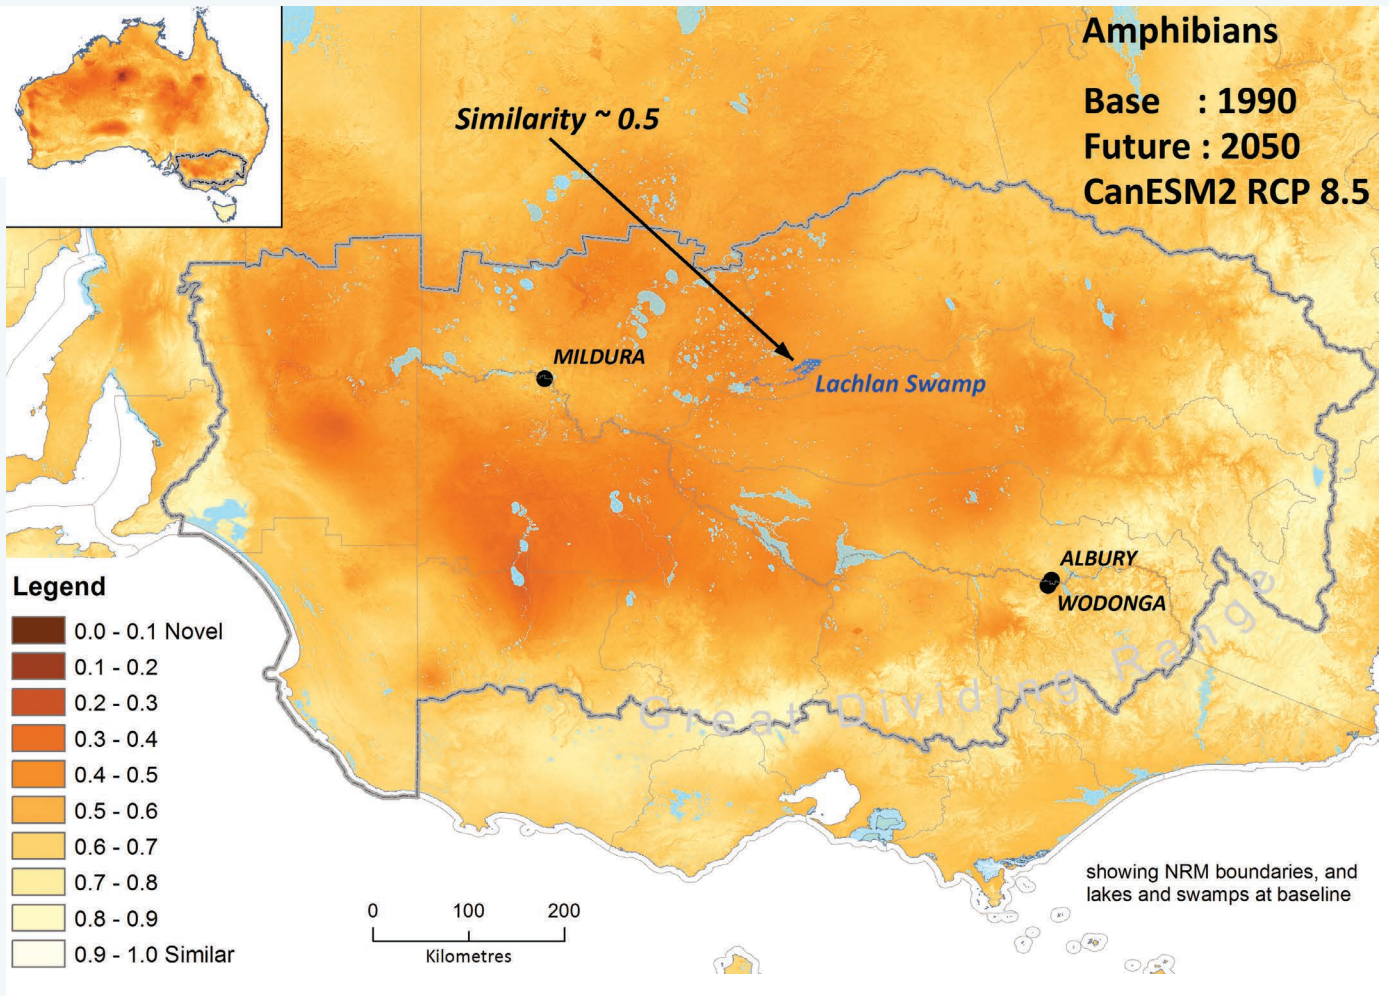 Amphibians
Base : 1990
Future : 2050
CanESM2 RCP 8.5
Similarity ~ 0.5
MILDURA
Lachlan Swamp
ALBURY
WODONGA
Great Dividing Range
Legend
0.0 - 0.1 Novel
0.1 - 0.2
0.2 - 0.3
0.3 - 0.4
0.4 - 0.5
0.5 - 0.6
0.6 - 0.7
0.7 - 0.8
0.8 - 0.9
0.9 - 1.0 Similar
0 100 200
Kilometres
showing NRM boundaries, and
lakes and swamps at baseline